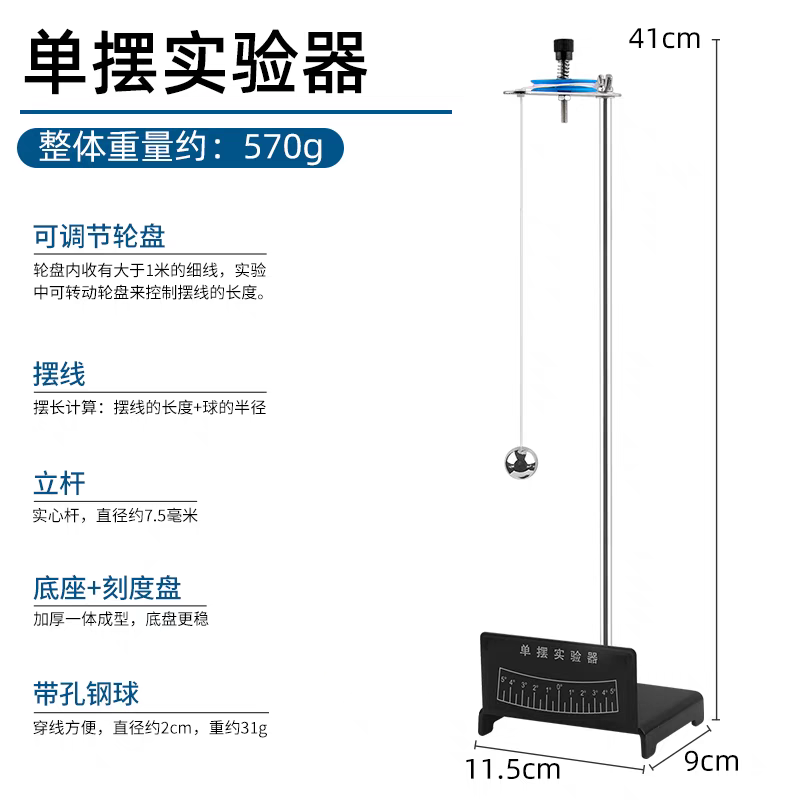 单摆实验器
41cm
整体重量约：570g
可调节轮盘
轮盘内收有大于1米的细线，实验
中可转动轮盘来控制摆线的长度。
摆线
摆长计算：摆线的长度+球的半径
立杆
实心杆，直径约7.5毫米
底座+刻度盘
加厚一体成型，底盘更稳
带孔钢球
穿线方便，直径约2cm，重约31g
单摆实验器
5° 4° 3° 2° 1° 0° 1° 2° 3° 4° 5°
11.5cm
9cm